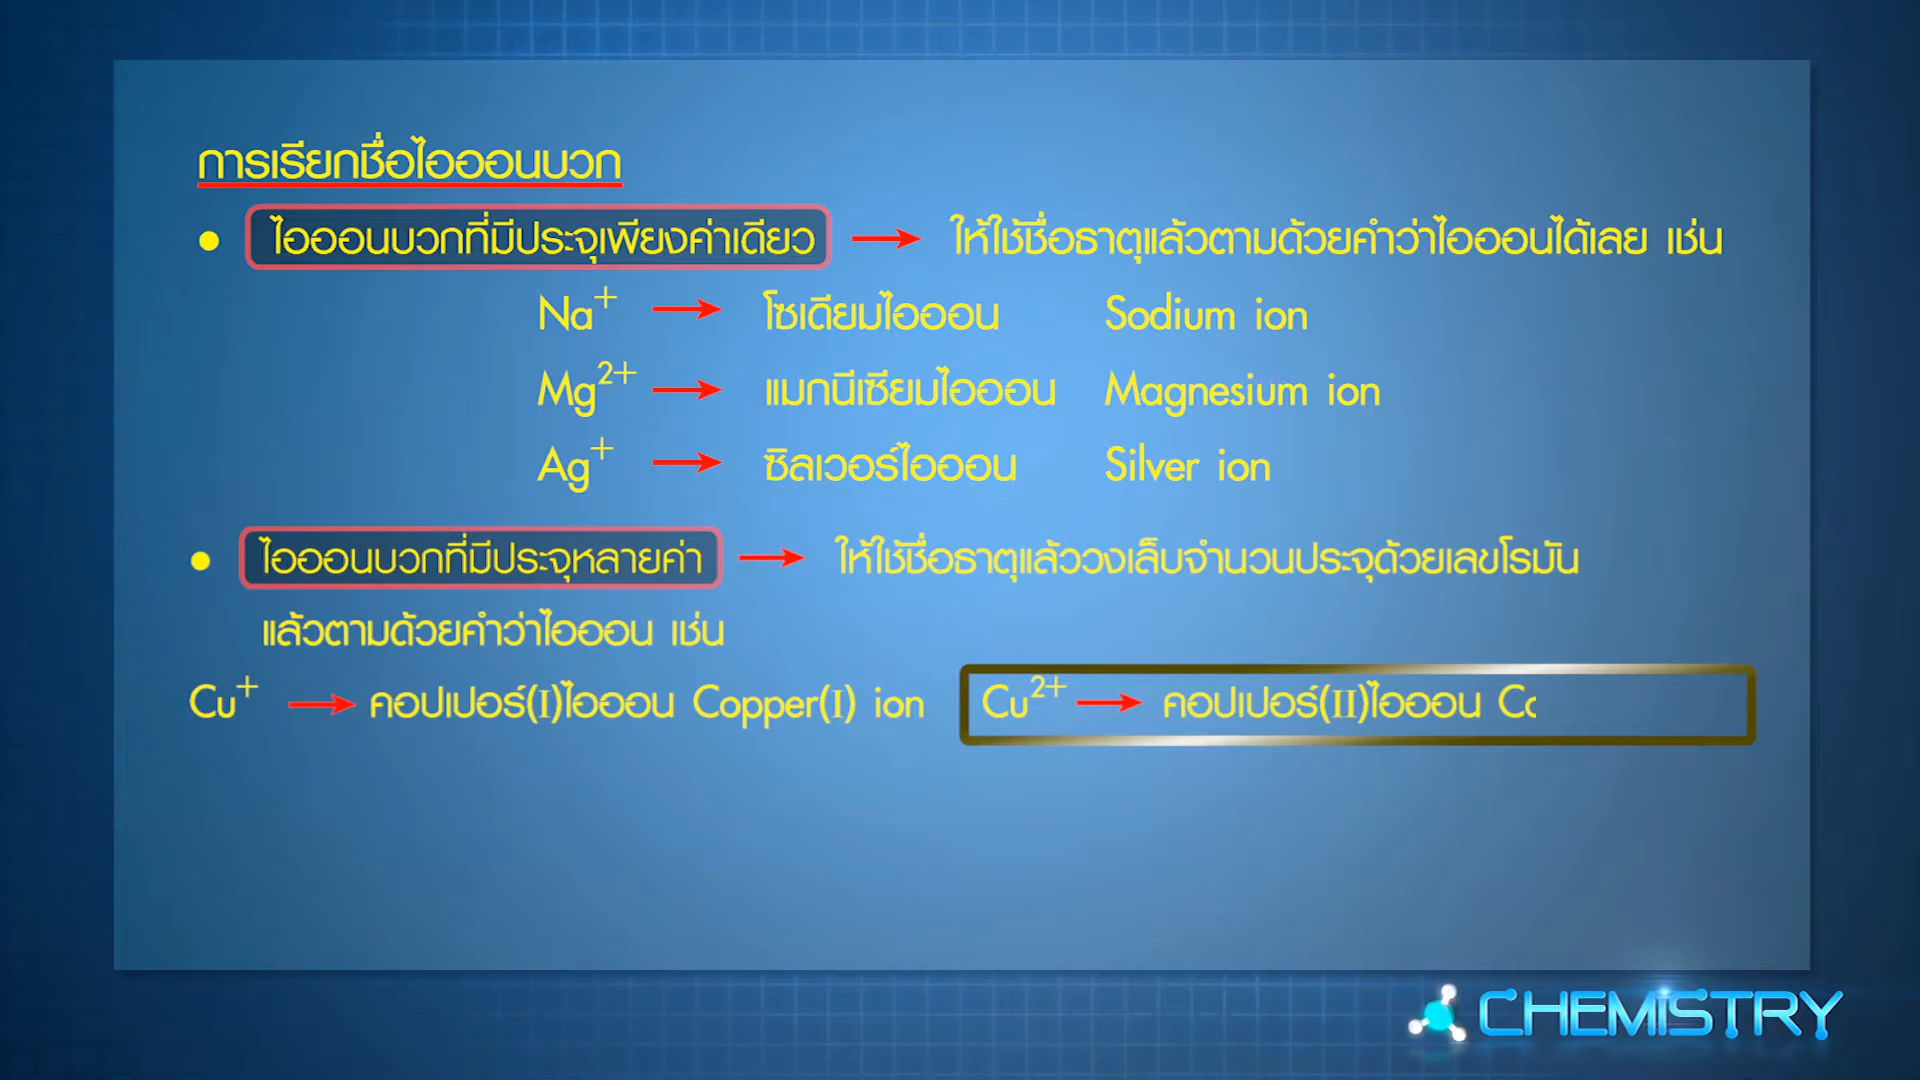 การเรียกชื่อไอออนบวก
• ไอออนบวกที่มีประจุเพียงค่าเดียว → ให้ใช้ชื่อธาตุแล้วตามด้วยคำว่าไอออนได้เลย เช่น
Na⁺ → โซเดียมไอออน Sodium ion
Mg²⁺ → แมกนีเซียมไอออน Magnesium ion
Ag⁺ → ซิลเวอร์ไอออน Silver ion
• ไอออนบวกที่มีประจุหลายค่า → ให้ใช้ชื่อธาตุแล้ววงเล็บจำนวนประจุด้วยเลขโรมัน
แล้วตามด้วยคำว่าไอออน เช่น
Cu⁺ → คอปเปอร์(I)ไอออน Copper(I) ion Cu²⁺ → คอปเปอร์(II)ไอออน Co
CHEMISTRY